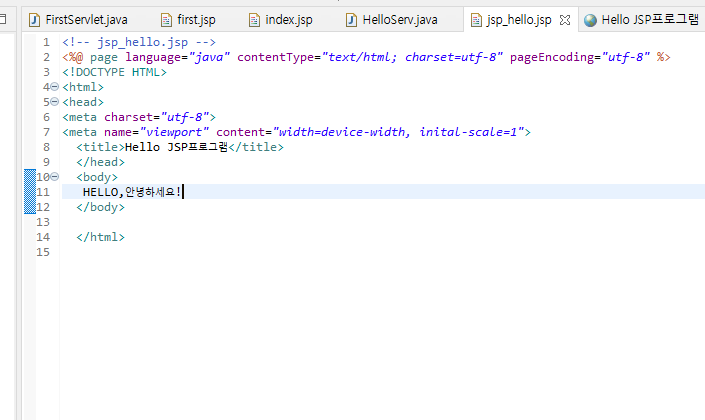 FirstServlet.java first.jsp index.jsp HelloServ.java jsp_hello.jsp Hello JSP프로그램
1 <!-- jsp_hello.jsp -->
2 <%@ page language="java" contentType="text/html; charset=utf-8" pageEncoding="utf-8" %>
3 <!DOCTYPE HTML>
4 <html>
5 <head>
6 <meta charset="utf-8">
7 <meta name="viewport" content="width=device-width, inital-scale=1">
8 <title>Hello JSP프로그램</title>
9 </head>
10 <body>
11 HELLO,안녕하세요!
12 </body>
13
14 </html>
15